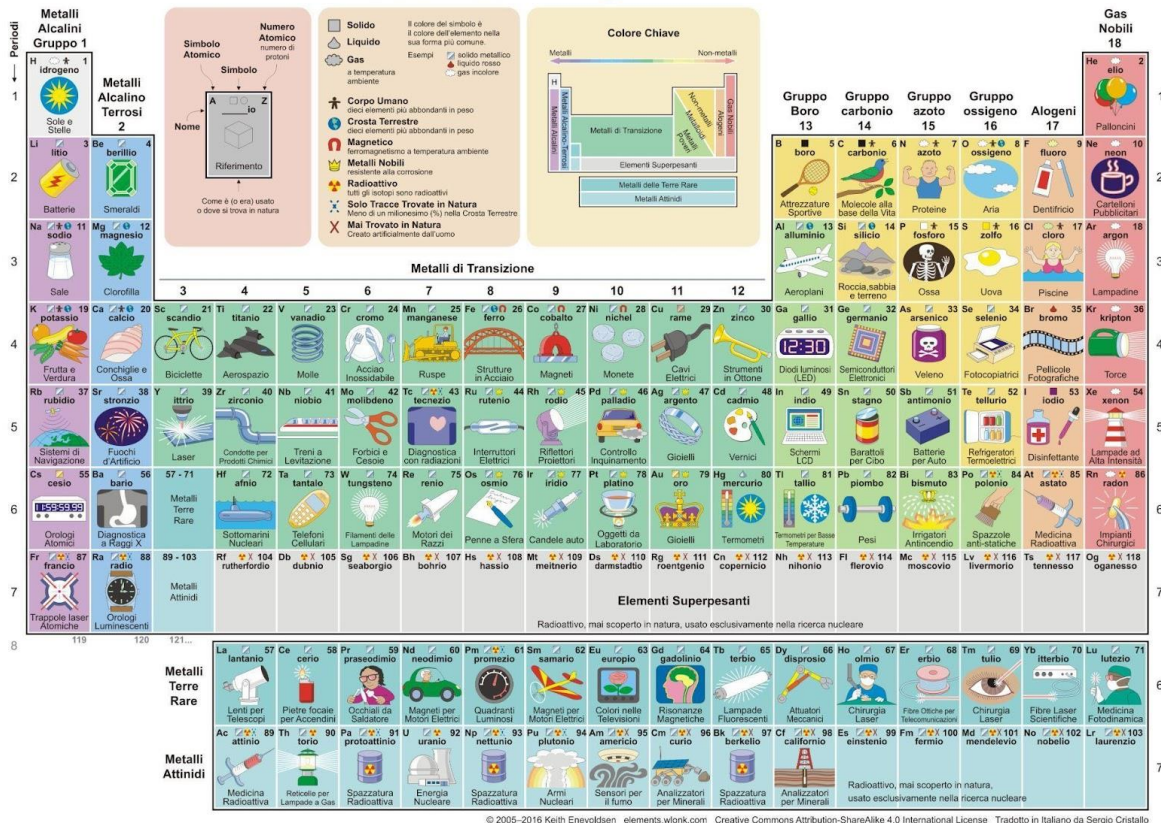 Periodi
Metalli Alcalini
Gruppo 1
Metalli Alcalino Terrosi
2
Simbolo Atomico
Numero Atomico
numero di protoni
Simbolo
A Z
____io
Nome
Riferimento
Come è (o era) usato
o dove si trova in natura
Solido
Liquido
Gas
a temperatura ambiente
Il colore del simbolo è
il colore dell'elemento nella
sua forma più comune.
Esempi
solido metallico
liquido rosso
gas incolore
Corpo Umano
dieci elementi più abbondanti in peso
Crosta Terrestre
dieci elementi più abbondanti in peso
Magnetico
ferromagnetismo a temperatura ambiente
Metalli Nobili
resistente alla corrosione
Radioattivo
tutti gli isotopi sono radioattivi
Solo Tracce Trovate in Natura
Meno di un milionesimo (%) nella Crosta Terrestre
Mai Trovato in Natura
Creato artificialmente dall'uomo
Colore Chiave
Metalli
Non-metalli
H
Metalli Alcalini
Metalli Alcalino-Terrosi
Metalli di Transizione
Metalli Poveri
Metalloidi
Non-metalli
Alogeni
Gas Nobili
Elementi Superpesanti
Metalli delle Terre Rare
Metalli Attinidi
Gruppo Boro
13
Gruppo carbonio
14
Gruppo azoto
15
Gruppo ossigeno
16
Alogeni
17
Gas Nobili
18
1
H 1
idrogeno
Sole e Stelle
He 2
elio
Palloncini
1
2
Li 3
litio
Batterie
Be 4
berillio
Smeraldi
B 5
boro
Attrezzature Sportive
C 6
carbonio
Molecole alla base della Vita
N 7
azoto
Proteine
O 8
ossigeno
Aria
F 9
fluoro
Dentifricio
Ne 10
neon
Cartelloni Pubblicitari
2
3
Na 11
sodio
Sale
Mg 12
magnesio
Clorofilla
Metalli di Transizione
3 4 5 6 7 8 9 10 11 12
Al 13
alluminio
Aeroplani
Si 14
silicio
Roccia,sabbia e terreno
P 15
fosforo
Ossa
S 16
zolfo
Uova
Cl 17
cloro
Piscine
Ar 18
argon
Lampadine
3
4
K 19
potassio
Frutta e Verdura
Ca 20
calcio
Conchiglie e Ossa
Sc 21
scandio
Biciclette
Ti 22
titanio
Aerospazio
V 23
vanadio
Molle
Cr 24
cromo
Acciao Inossidabile
Mn 25
manganese
Ruspe
Fe 26
ferro
Strutture in Acciaio
Co 27
cobalto
Magneti
Ni 28
nichel
Monete
Cu 29
rame
Cavi Elettrici
Zn 30
zinco
Strumenti in Ottone
Ga 31
gallio
12:30
Diodi luminosi (LED)
Ge 32
germanio
Semiconduttori Elettronici
As 33
arsenico
Veleno
Se 34
selenio
Fotocopiatrici
Br 35
bromo
Pellicole Fotografiche
Kr 36
kripton
Torce
4
5
Rb 37
rubidio
Sistemi di Navigazione
Sr 38
stronzio
Fuochi d'Artificio
Y 39
ittrio
Laser
Zr 40
zirconio
Condotte per Prodotti Chimici
Nb 41
niobio
Treni a Levitazione
Mo 42
molibdeno
Forbici e Cesoie
Tc 43
tecnezio
Diagnostica con radiazioni
Ru 44
rutenio
Interruttori Elettrici
Rh 45
rodio
Riflettori Proiettori
Pd 46
palladio
Controllo Inquinamento
Ag 47
argento
Gioielli
Cd 48
cadmio
Vernici
In 49
indio
Schermi LCD
Sn 50
stagno
Barattoli per Cibo
Sb 51
antimonio
Batterie per Auto
Te 52
tellurio
Refrigeratori Termoelettrici
I 53
iodio
Disinfettante
Xe 54
xenon
Lampade ad Alta Intensità
5
6
Cs 55
cesio
11:59:59.99
Orologi Atomici
Ba 56
bario
Diagnostica a Raggi X
57 - 71
Metalli Terre Rare
Hf 72
afnio
Sottomarini Nucleari
Ta 73
tantalo
Telefoni Cellulari
W 74
tungsteno
Filamenti delle Lampadine
Re 75
renio
Motori dei Razzi
Os 76
osmio
Penne a Sfera
Ir 77
iridio
Candele auto
Pt 78
platino
Oggetti da Laboratorio
Au 79
oro
Gioielli
Hg 80
mercurio
Termometri
Tl 81
tallio
Termometri per Basse Temperature
Pb 82
piombo
Pesi
Bi 83
bismuto
Irrigatori Antincendio
Po 84
polonio
Spazzole anti-statiche
At 85
astato
Medicina Radioattiva
Rn 86
radon
Impianti Chirurgici
6
7
Fr 87
francio
Trappole laser Atomiche
Ra 88
radio
Orologi Luminescenti
89 - 103
Metalli Attinidi
Rf 104
rutherfordio
Db 105
dubnio
Sg 106
seaborgio
Bh 107
bohrio
Hs 108
hassio
Mt 109
meitnerio
Ds 110
darmstadtio
Rg 111
roentgenio
Cn 112
copernicio
Nh 113
nihonio
Fl 114
flerovio
Mc 115
moscovio
Lv 116
livermorio
Ts 117
tennesso
Og 118
oganesso
7
Elementi Superpesanti
Radioattivo, mai scoperto in natura, usato esclusivamente nella ricerca nucleare
8
119 120 121...
Metalli Terre Rare
La 57
lantanio
Lenti per Telescopi
Ce 58
cerio
Pietre focaie per Accendini
Pr 59
praseodimio
Occhiali da Saldatore
Nd 60
neodimio
Magneti per Motori Elettrici
Pm 61
promezio
Quadranti Luminosi
Sm 62
samario
Magneti per Motori Elettrici
Eu 63
europio
Colori nelle Televisioni
Gd 64
gadolinio
Risonanze Magnetiche
Tb 65
terbio
Lampade Fluorescenti
Dy 66
disprosio
Attuatori Meccanici
Ho 67
olmio
Chirurgia Laser
Er 68
erbio
Fibre Ottiche per Telecomunicazioni
Tm 69
tulio
Chirurgia Laser
Yb 70
itterbio
Fibre Laser Scientifiche
Lu 71
lutezio
Medicina Fotodinamica
6
Metalli Attinidi
Ac 89
attinio
Medicina Radioattiva
Th 90
torio
Reticelle per Lampade a Gas
Pa 91
protoattinio
Spazzatura Radioattiva
U 92
uranio
Energia Nucleare
Np 93
nettunio
Spazzatura Radioattiva
Pu 94
plutonio
Armi Nucleari
Am 95
americio
Sensori per il fumo
Cm 96
curio
Analizzatori per Minerali
Bk 97
berkelio
Spazzatura Radioattiva
Cf 98
californio
Analizzatori per Minerali
Es 99
einstenio
Fm 100
fermio
Md 101
mendelevio
No 102
nobelio
Lr 103
laurenzio
Radioattivo, mai scoperto in natura,
usato esclusivamente nella ricerca nucleare
7
© 2005–2016 Keith Enevoldsen elements.wlonk.com Creative Commons Attribution-ShareAlike 4.0 International License Tradotto in Italiano da Sergio Cristallo